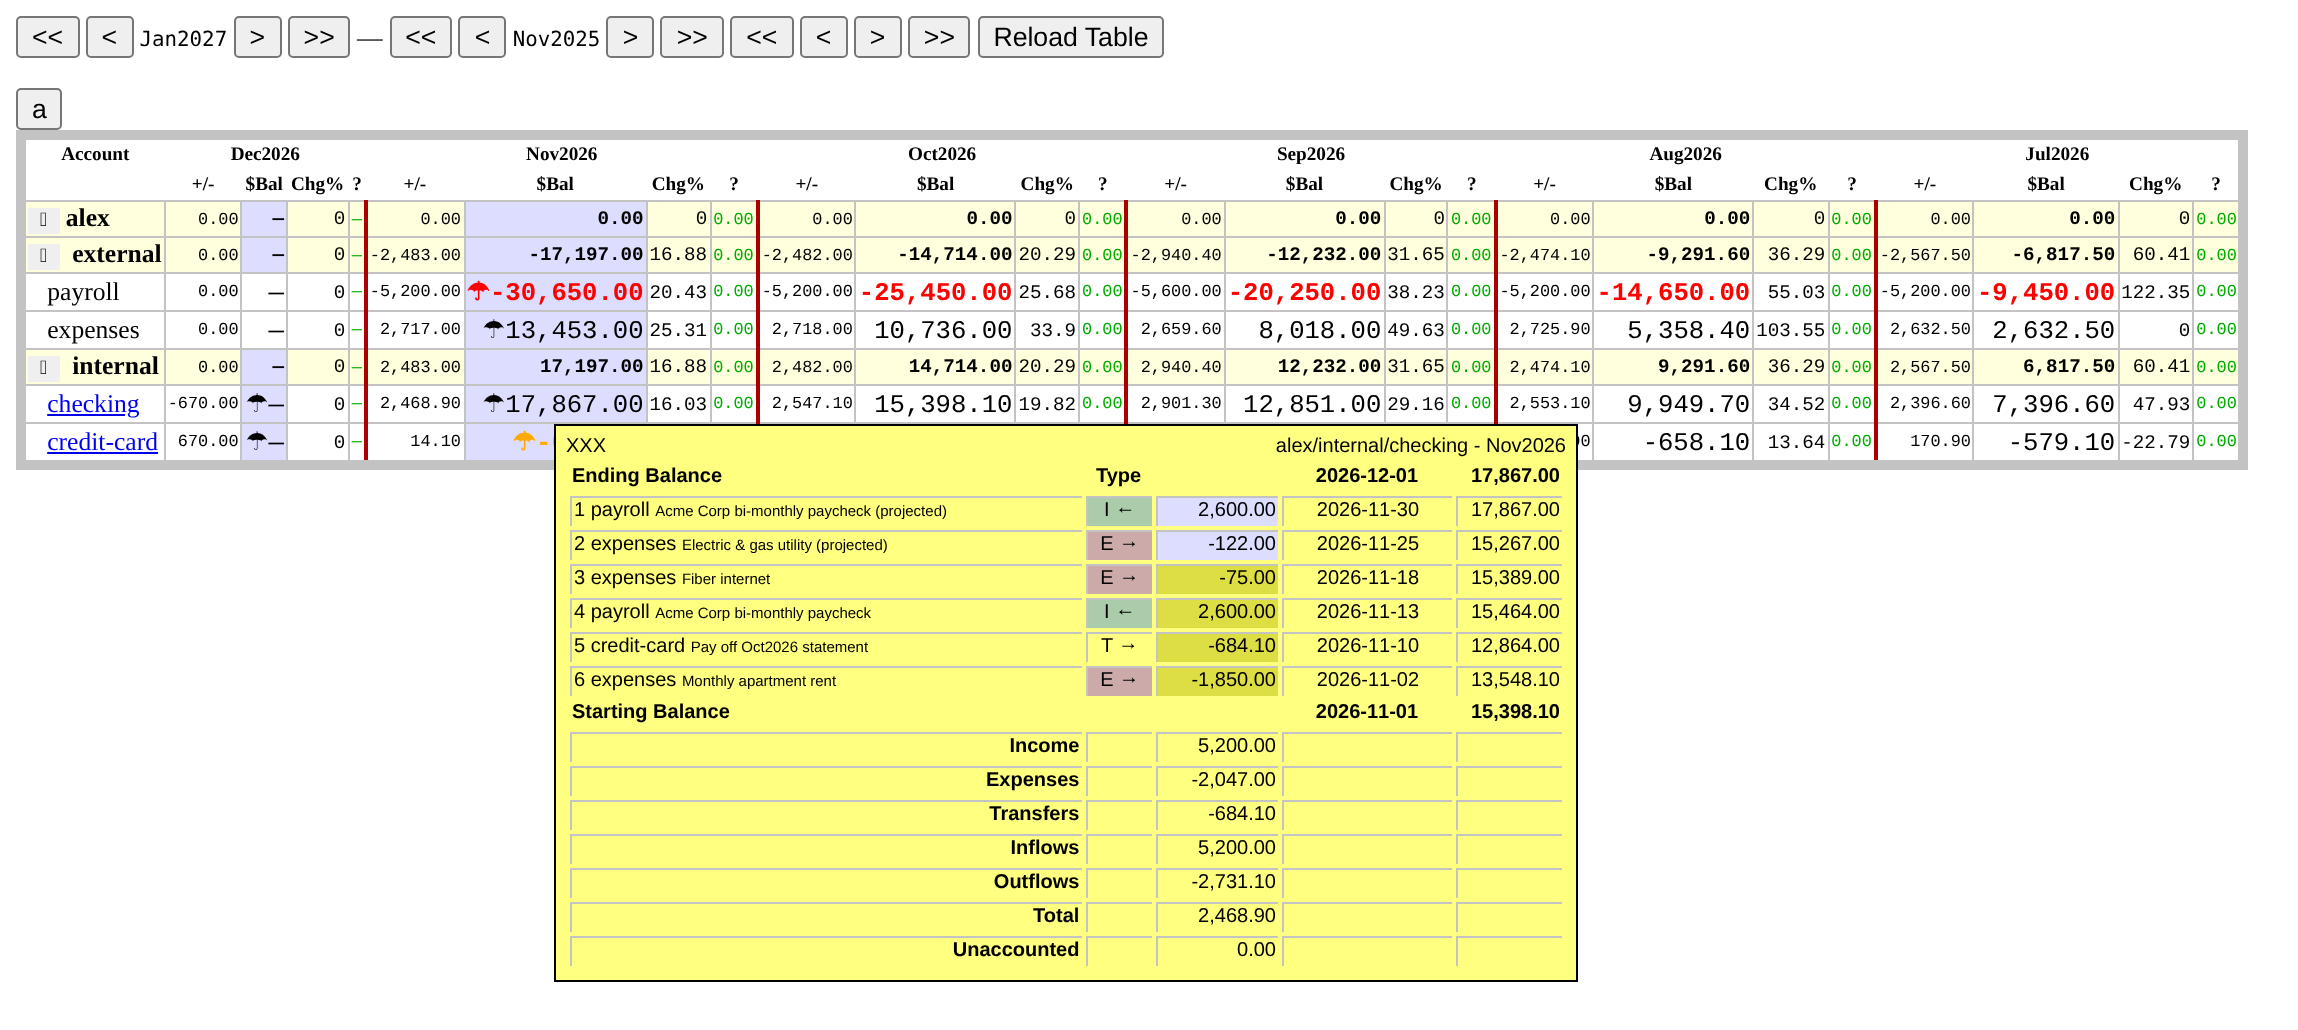 << < Jan2027 > >> — << < Nov2025 > >> << < > >> Reload Table
a
Account Dec2026 Nov2026 Oct2026 Sep2026 Aug2026 Jul2026
+/- $Bal Chg% ? +/- $Bal Chg% ? +/- $Bal Chg% ? +/- $Bal Chg% ? +/- $Bal Chg% ? +/- $Bal Chg% ?
alex 0.00 — 0 — 0.00 0.00 0 0.00 0.00 0.00 0 0.00 0.00 0.00 0 0.00 0.00 0.00 0 0.00 0.00 0.00 0 0.00
external 0.00 — 0 — -2,483.00 -17,197.00 16.88 0.00 -2,482.00 -14,714.00 20.29 0.00 -2,940.40 -12,232.00 31.65 0.00 -2,474.10 -9,291.60 36.29 0.00 -2,567.50 -6,817.50 60.41 0.00
payroll 0.00 — 0 — -5,200.00 ☂-30,650.00 20.43 0.00 -5,200.00 -25,450.00 25.68 0.00 -5,600.00 -20,250.00 38.23 0.00 -5,200.00 -14,650.00 55.03 0.00 -5,200.00 -9,450.00 122.35 0.00
expenses 0.00 — 0 — 2,717.00 ☂13,453.00 25.31 0.00 2,718.00 10,736.00 33.9 0.00 2,659.60 8,018.00 49.63 0.00 2,725.90 5,358.40 103.55 0.00 2,632.50 2,632.50 0 0.00
internal 0.00 — 0 — 2,483.00 17,197.00 16.88 0.00 2,482.00 14,714.00 20.29 0.00 2,940.40 12,232.00 31.65 0.00 2,474.10 9,291.60 36.29 0.00 2,567.50 6,817.50 60.41 0.00
checking -670.00 ☂— 0 — 2,468.90 ☂17,867.00 16.03 0.00 2,547.10 15,398.10 19.82 0.00 2,901.30 12,851.00 29.16 0.00 2,553.10 9,949.70 34.52 0.00 2,396.60 7,396.60 47.93 0.00
credit-card 670.00 ☂— 0 — 14.10 ☂- -658.10 13.64 0.00 170.90 -579.10 -22.79 0.00
XXX alex/internal/checking - Nov2026
Ending Balance Type 2026-12-01 17,867.00
1 payroll Acme Corp bi-monthly paycheck (projected) I ← 2,600.00 2026-11-30 17,867.00
2 expenses Electric & gas utility (projected) E → -122.00 2026-11-25 15,267.00
3 expenses Fiber internet E → -75.00 2026-11-18 15,389.00
4 payroll Acme Corp bi-monthly paycheck I ← 2,600.00 2026-11-13 15,464.00
5 credit-card Pay off Oct2026 statement T → -684.10 2026-11-10 12,864.00
6 expenses Monthly apartment rent E → -1,850.00 2026-11-02 13,548.10
Starting Balance 2026-11-01 15,398.10
Income 5,200.00
Expenses -2,047.00
Transfers -684.10
Inflows 5,200.00
Outflows -2,731.10
Total 2,468.90
Unaccounted 0.00